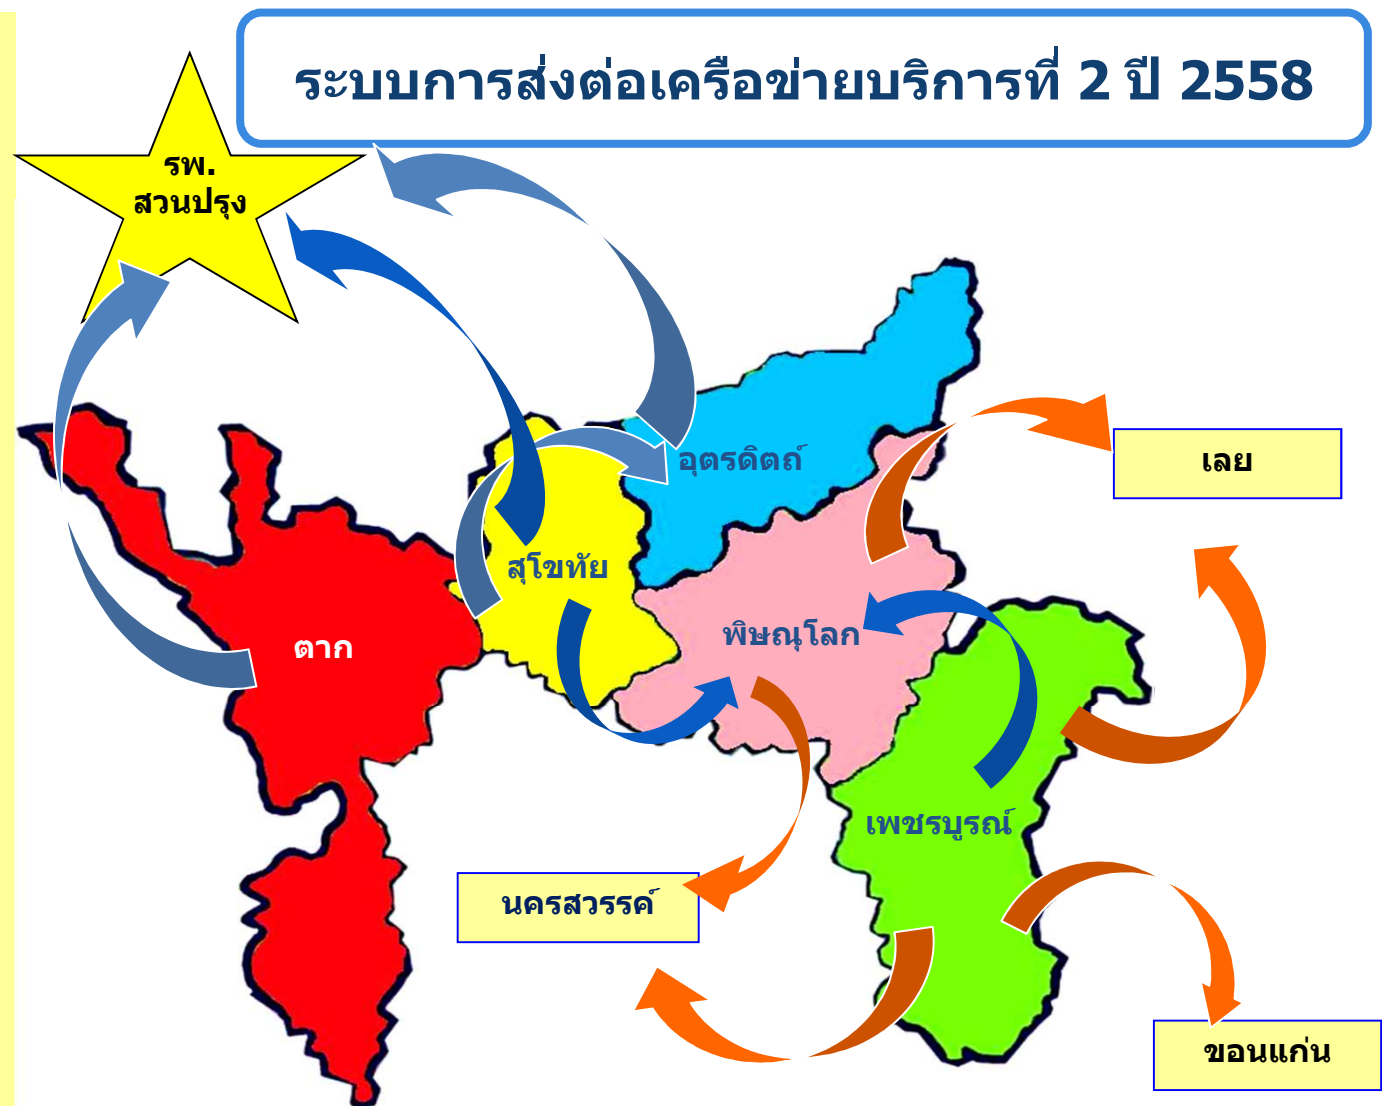 ระบบการส่งต่อเครือข่ายบริการที่ 2 ปี 2558
รพ.
สวนปรุง
อุตรดิตถ์
เลย
สุโขทัย
พิษณุโลก
ตาก
เพชรบูรณ์
นครสวรรค์
ขอนแก่น